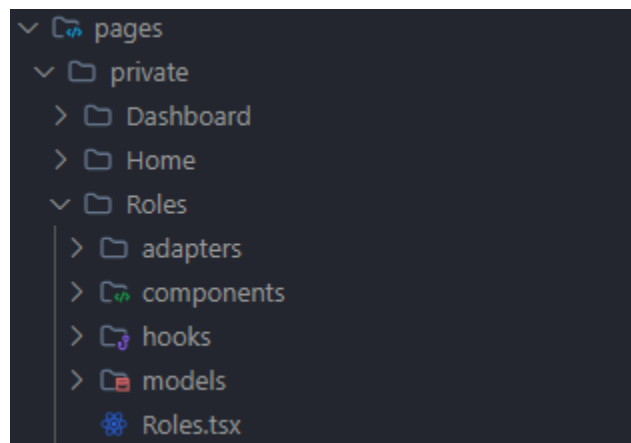 pages
private
Dashboard
Home
Roles
adapters
components
hooks
models
Roles.tsx